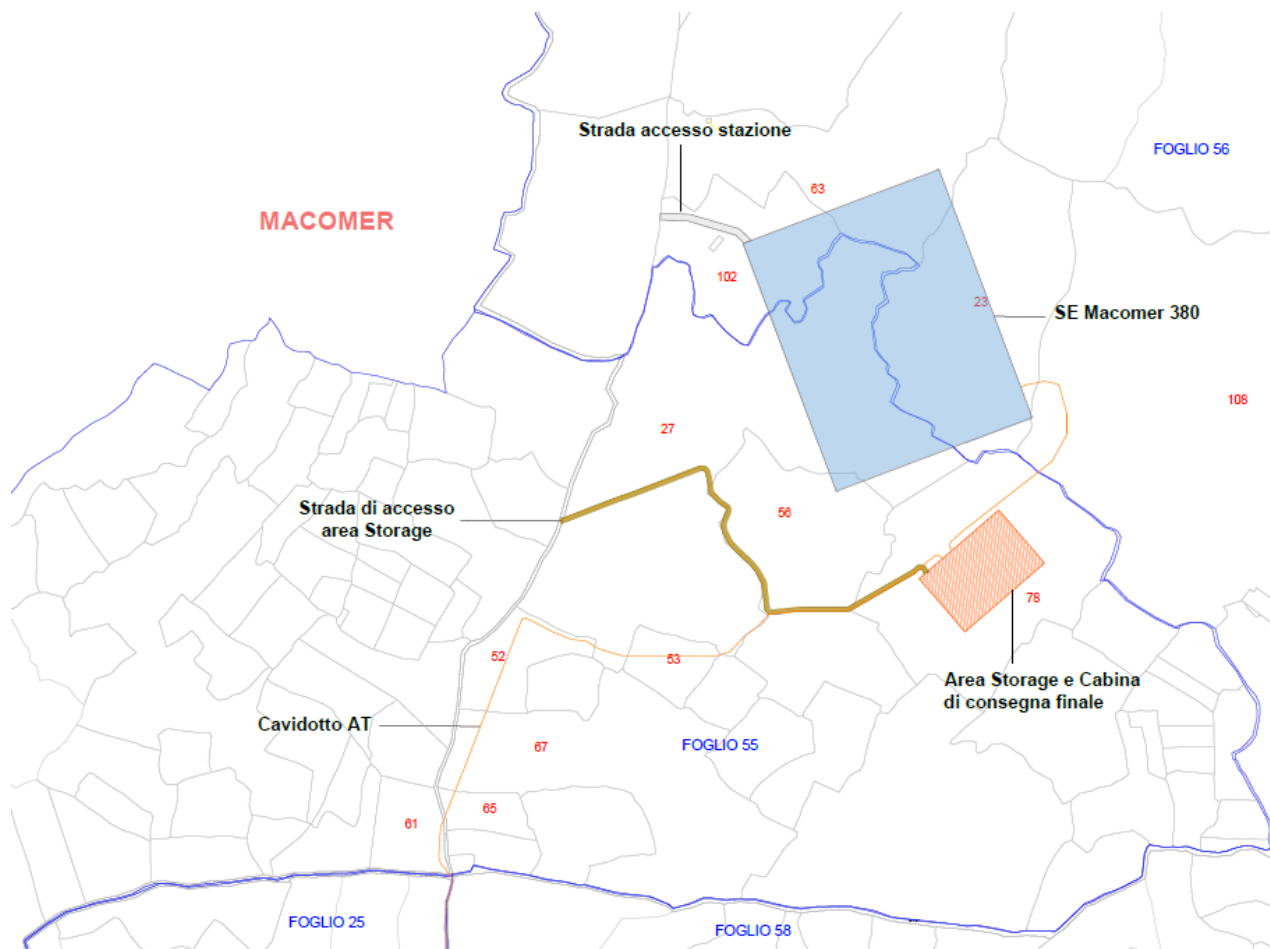 Strada accesso stazione
FOGLIO 56
63
MACOMER
102
23
SE Macomer 380
108
27
Strada di accesso
area Storage
56
78
52
53
Area Storage e Cabina
di consegna finale
Cavidotto AT
67
FOGLIO 55
65
61
FOGLIO 25
FOGLIO 58